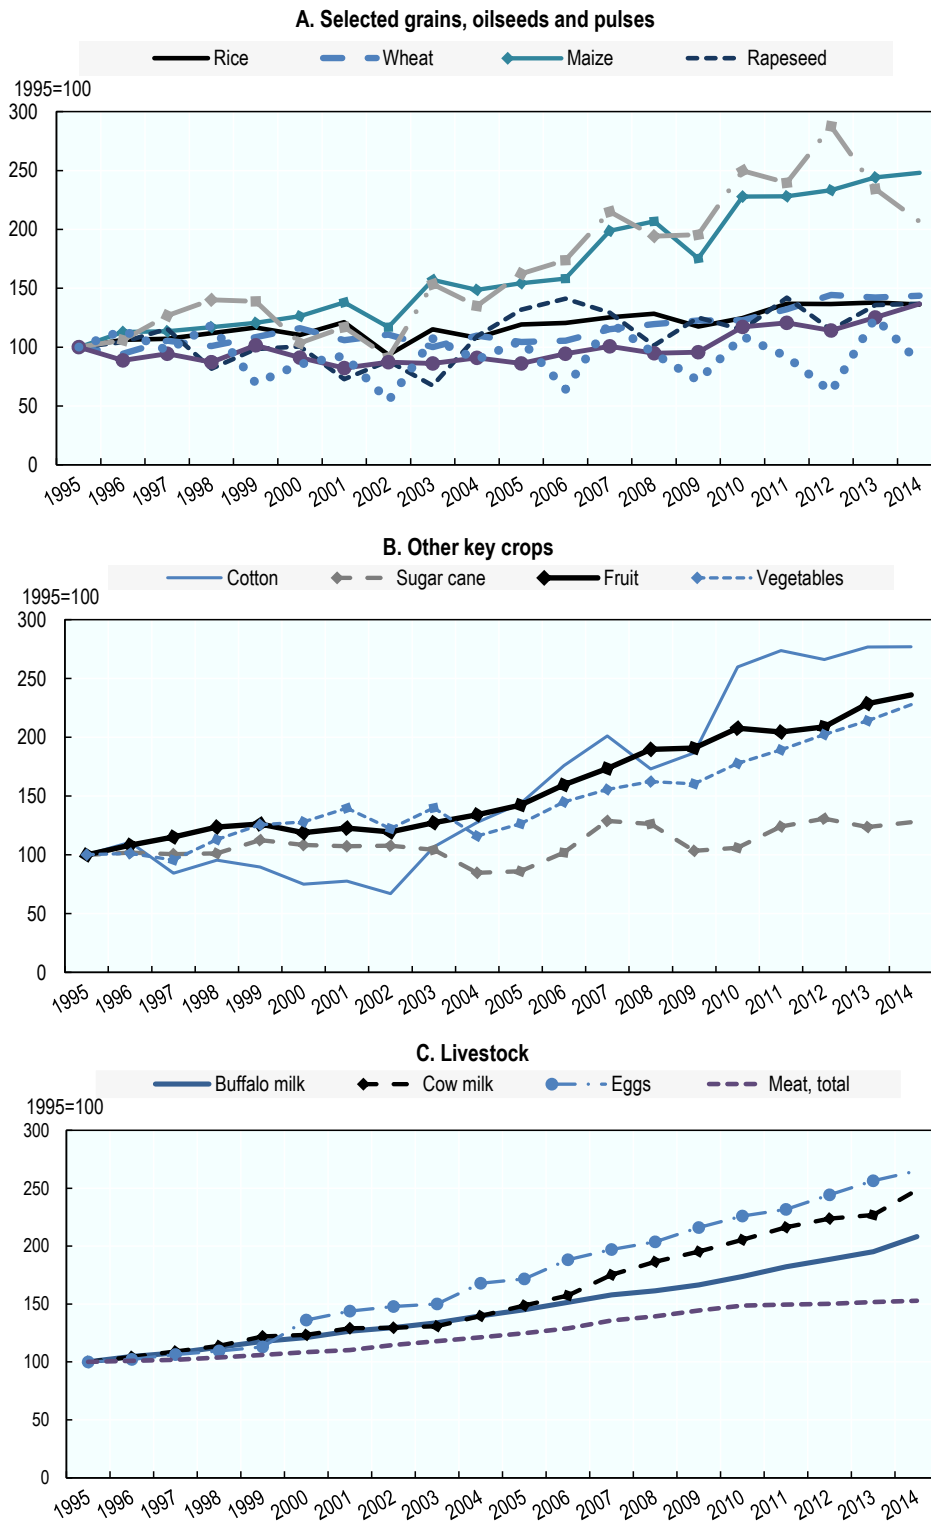 A. Selected grains, oilseeds and pulses
Rice Wheat Maize Rapeseed
1995=100
300
250
200
150
100
50
0
1995 1996 1997 1998 1999 2000 2001 2002 2003 2004 2005 2006 2007 2008 2009 2010 2011 2012 2013 2014
B. Other key crops
Cotton Sugar cane Fruit Vegetables
1995=100
300
250
200
150
100
50
0
1995 1996 1997 1998 1999 2000 2001 2002 2003 2004 2005 2006 2007 2008 2009 2010 2011 2012 2013 2014
C. Livestock
Buffalo milk Cow milk Eggs Meat, total
1995=100
300
250
200
150
100
50
0
1995 1996 1997 1998 1999 2000 2001 2002 2003 2004 2005 2006 2007 2008 2009 2010 2011 2012 2013 2014